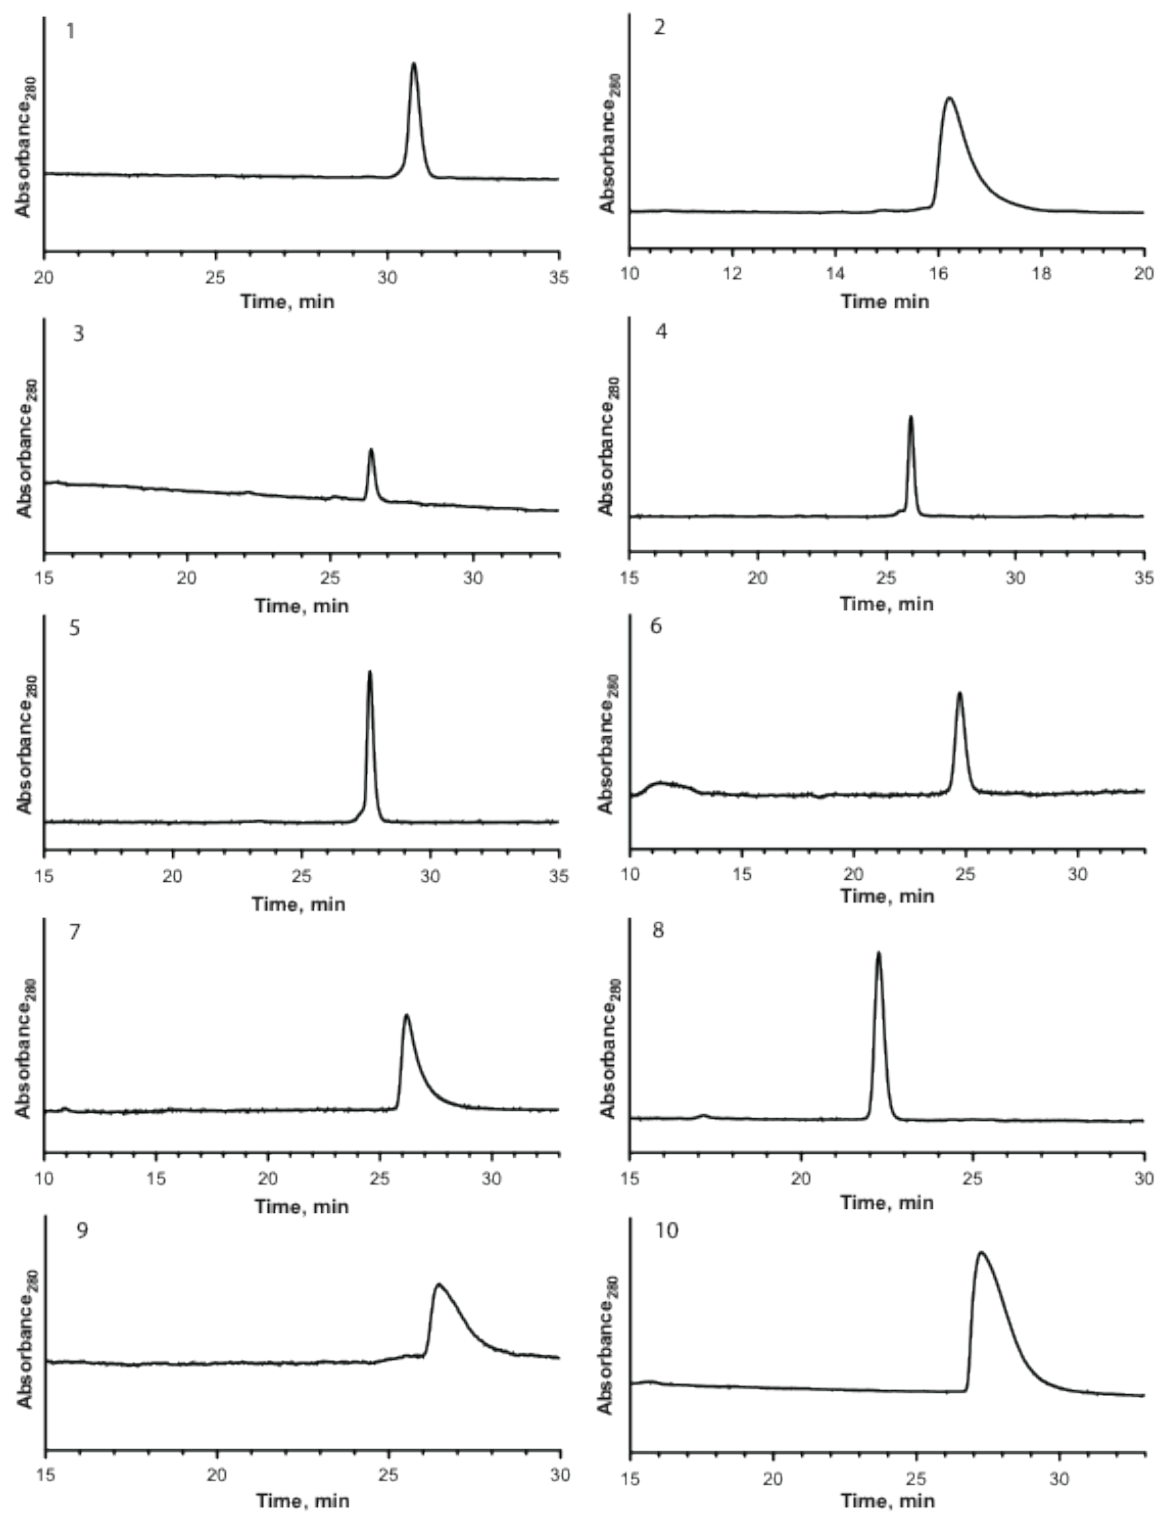 1
Absorbance280
20 25 30 35
Time, min
2
Absorbance280
10 12 14 16 18 20
Time min
3
Absorbance280
15 20 25 30
Time, min
4
Absorbance280
15 20 25 30 35
Time, min
5
Absorbance280
15 20 25 30 35
Time, min
6
Absorbance280
10 15 20 25 30
Time, min
7
Absorbance280
10 15 20 25 30
Time, min
8
Absorbance280
15 20 25 30
Time, min
9
Absorbance280
15 20 25 30
Time, min
10
Absorbance280
15 20 25 30
Time, min